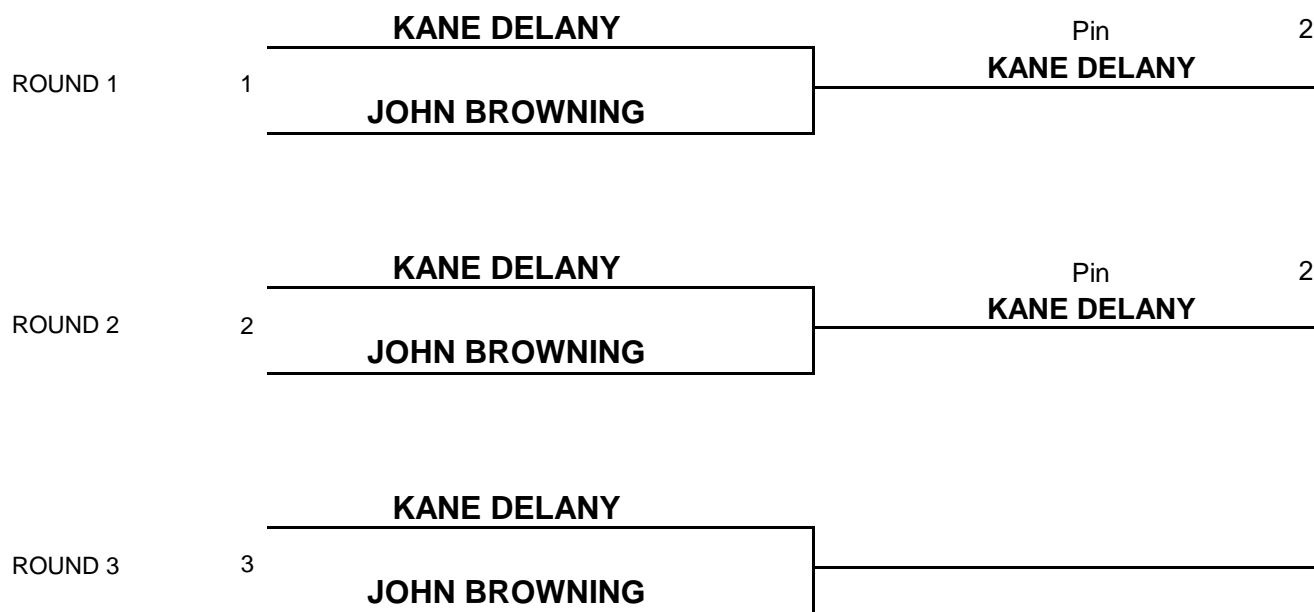 KANE DELANY
Pin 2
KANE DELANY
ROUND 1 1
JOHN BROWNING
KANE DELANY
Pin 2
KANE DELANY
ROUND 2 2
JOHN BROWNING
KANE DELANY
ROUND 3 3
JOHN BROWNING